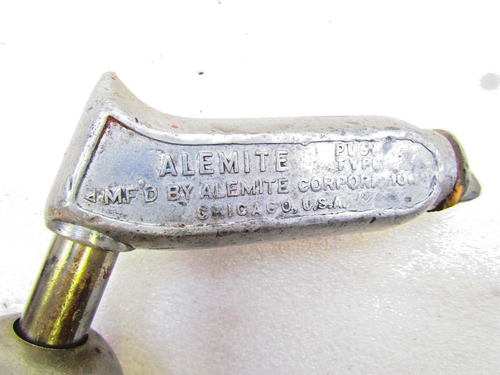 ALEMITE PUSH TYPE
MF'D BY ALEMITE CORPORATION
CHICAGO, U.S.A.